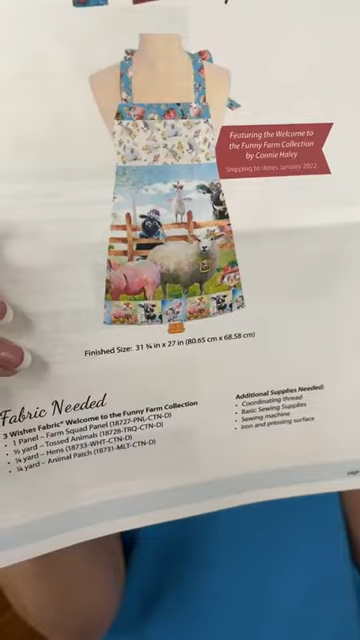 Featuring the Welcome to
the Funny Farm Collection
by Connie Haley
Shipping to stores January 2022
Finished Size: 31 ¾ in x 27 in (80.65 cm x 68.58 cm)
Fabric Needed
3 Wishes Fabric® Welcome to the Funny Farm Collection
• 1 Panel – Farm Squad Panel (18727-PNL-CTN-D)
• ½ yard – Tossed Animals (18728-TRQ-CTN-D)
• ¼ yard – Hens (18733-WHT-CTN-D)
• ¼ yard – Animal Patch (18731-MLT-CTN-D)
Additional Supplies Needed:
• Coordinating thread
• Basic Sewing Supplies
• Sewing machine
• Iron and pressing surface